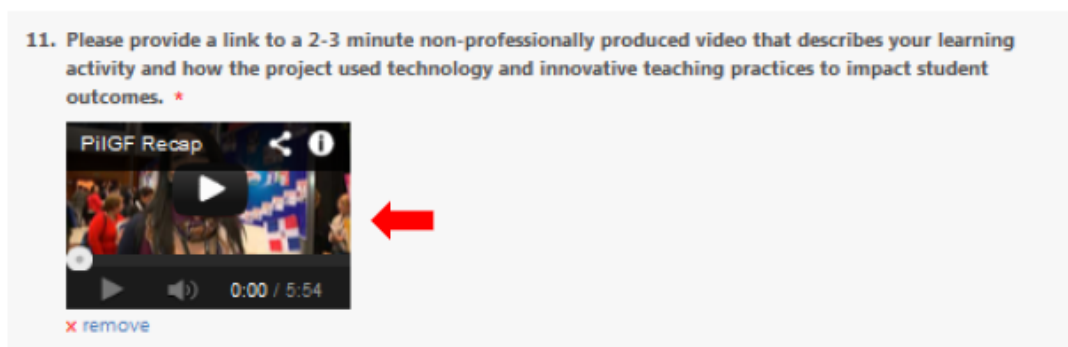 11. Please provide a link to a 2-3 minute non-professionally produced video that describes your learning
activity and how the project used technology and innovative teaching practices to impact student
outcomes. *
PilGF Recap
0:00 / 5:54
x remove